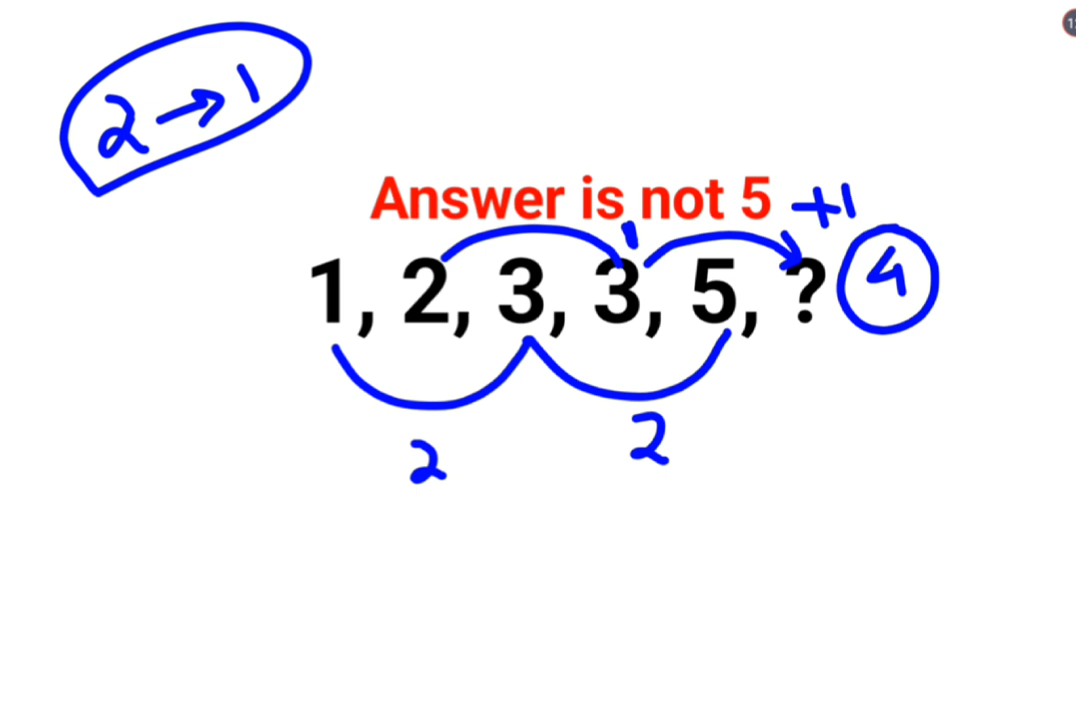 2 → 1
Answer is not 5 +1
1
1, 2, 3, 3, 5, ? 4
2 2